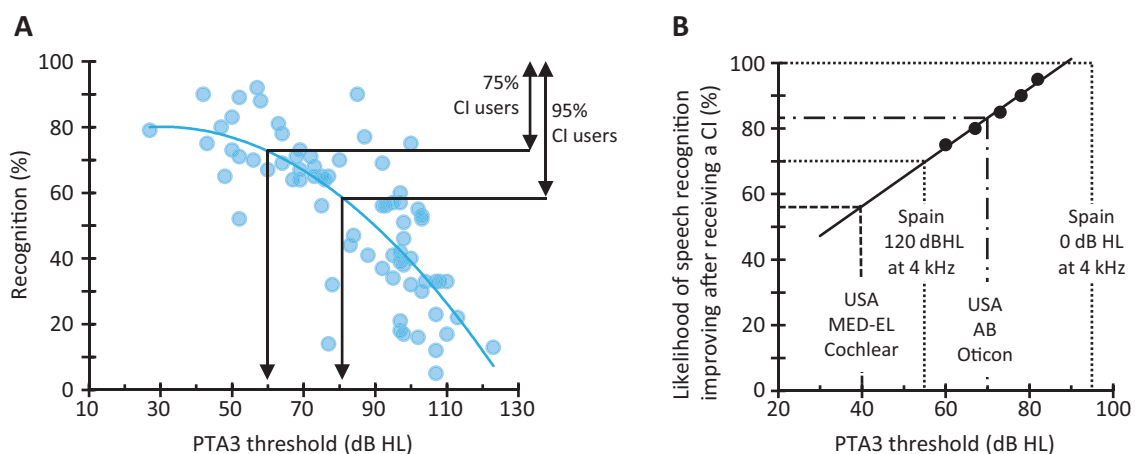 A
100
80
60
40
20
0
Recognition (%)
10
30
50
70
90
110
130
PTA3 threshold (dB HL)
75%
CI users
95%
CI users
B
Likelihood of speech recognition
improving after receiving a CI (%)
100
80
60
40
20
0
20
40
60
80
100
PTA3 threshold (dB HL)
Spain
120 dBHL
at 4 kHz
Spain
0 dB HL
at 4 kHz
USA
MED-EL
Cochlear
USA
AB
Oticon